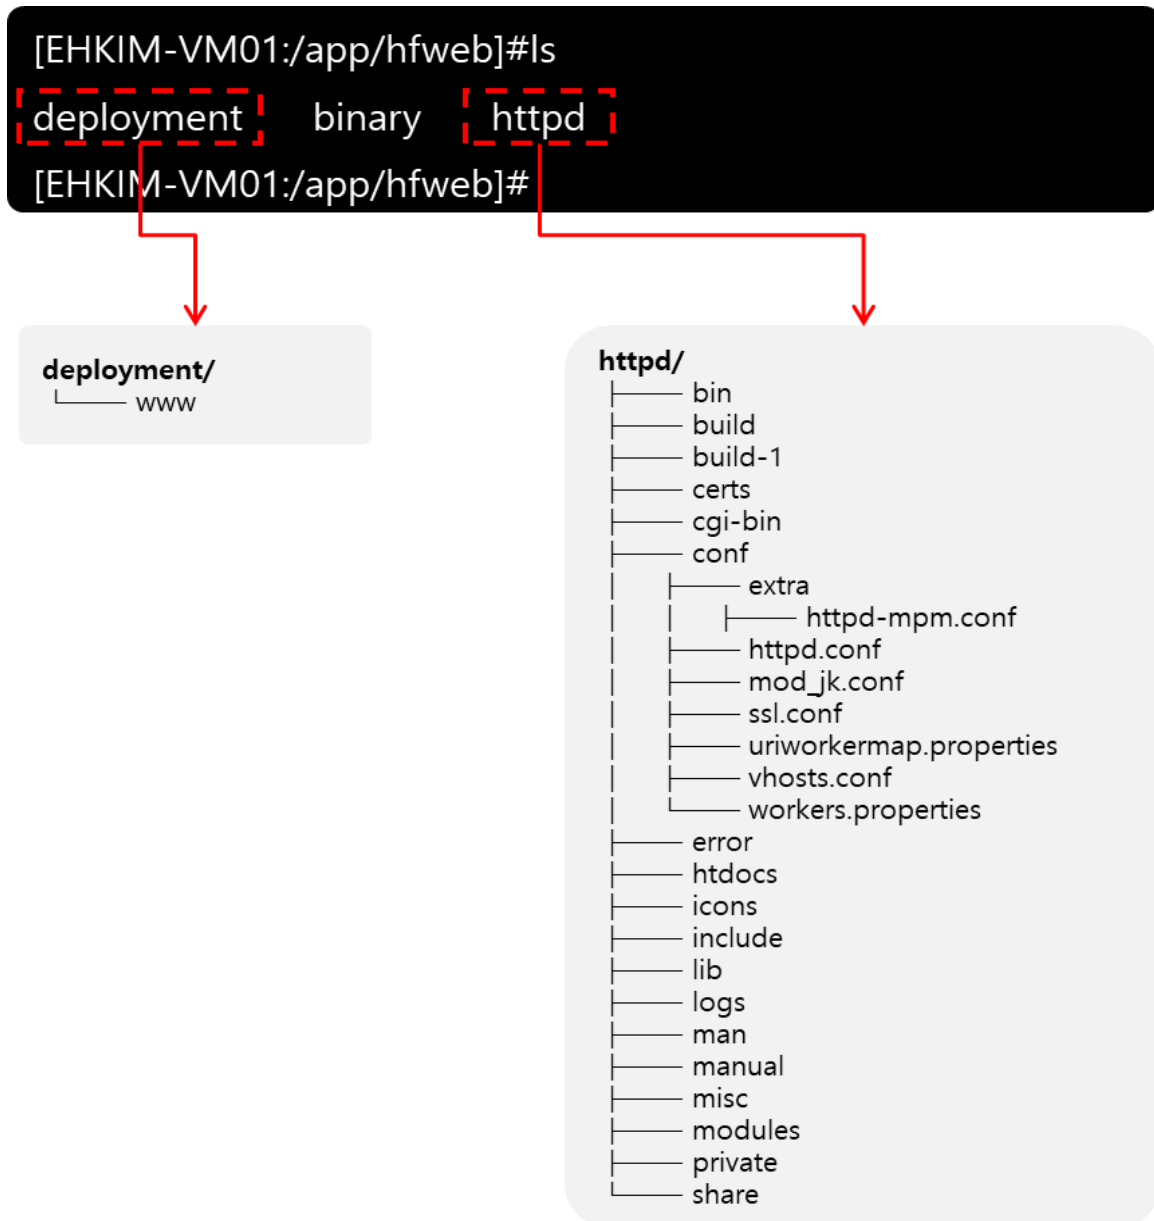 [EHKIM-VM01:/app/hfweb]#ls
deployment binary httpd
[EHKIM-VM01:/app/hfweb]#
deployment/
www
httpd/
bin
build
build-1
certs
cgi-bin
conf
extra
httpd-mpm.conf
httpd.conf
mod_jk.conf
ssl.conf
uriworkermap.properties
vhosts.conf
workers.properties
error
htdocs
icons
include
lib
logs
man
manual
misc
modules
private
share